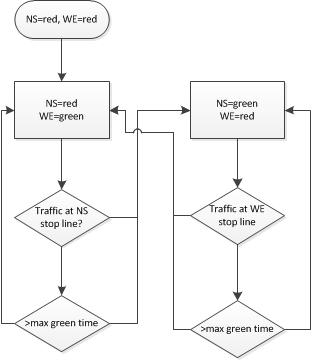 NS=red, WE=red
NS=red
WE=green
NS=green
WE=red
Traffic at NS
stop line?
Traffic at WE
stop line
>max green time
>max green time